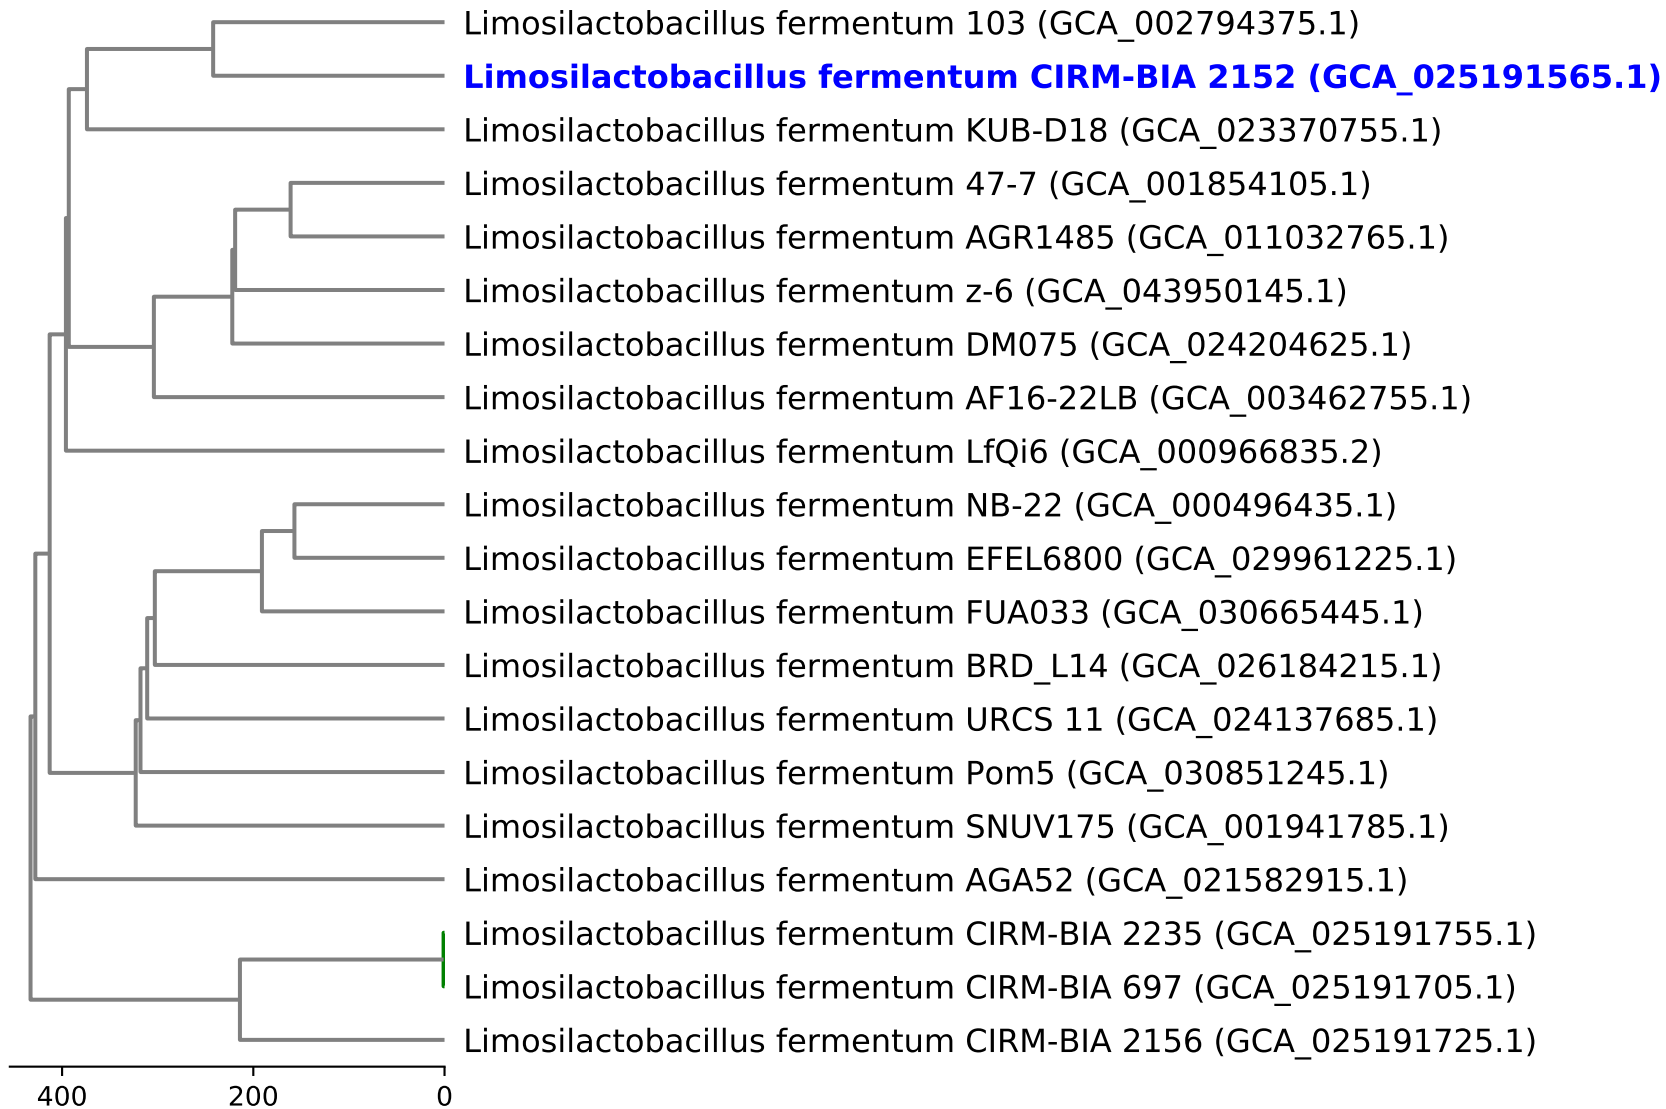 Limosilactobacillus fermentum 103 (GCA_002794375.1)
Limosilactobacillus fermentum CIRM-BIA 2152 (GCA_025191565.1)
Limosilactobacillus fermentum KUB-D18 (GCA_023370755.1)
Limosilactobacillus fermentum 47-7 (GCA_001854105.1)
Limosilactobacillus fermentum AGR1485 (GCA_011032765.1)
Limosilactobacillus fermentum z-6 (GCA_043950145.1)
Limosilactobacillus fermentum DM075 (GCA_024204625.1)
Limosilactobacillus fermentum AF16-22LB (GCA_003462755.1)
Limosilactobacillus fermentum LfQi6 (GCA_000966835.2)
Limosilactobacillus fermentum NB-22 (GCA_000496435.1)
Limosilactobacillus fermentum EFEL6800 (GCA_029961225.1)
Limosilactobacillus fermentum FUA033 (GCA_030665445.1)
Limosilactobacillus fermentum BRD_L14 (GCA_026184215.1)
Limosilactobacillus fermentum URCS 11 (GCA_024137685.1)
Limosilactobacillus fermentum Pom5 (GCA_030851245.1)
Limosilactobacillus fermentum SNUV175 (GCA_001941785.1)
Limosilactobacillus fermentum AGA52 (GCA_021582915.1)
Limosilactobacillus fermentum CIRM-BIA 2235 (GCA_025191755.1)
Limosilactobacillus fermentum CIRM-BIA 697 (GCA_025191705.1)
Limosilactobacillus fermentum CIRM-BIA 2156 (GCA_025191725.1)
400 200 0